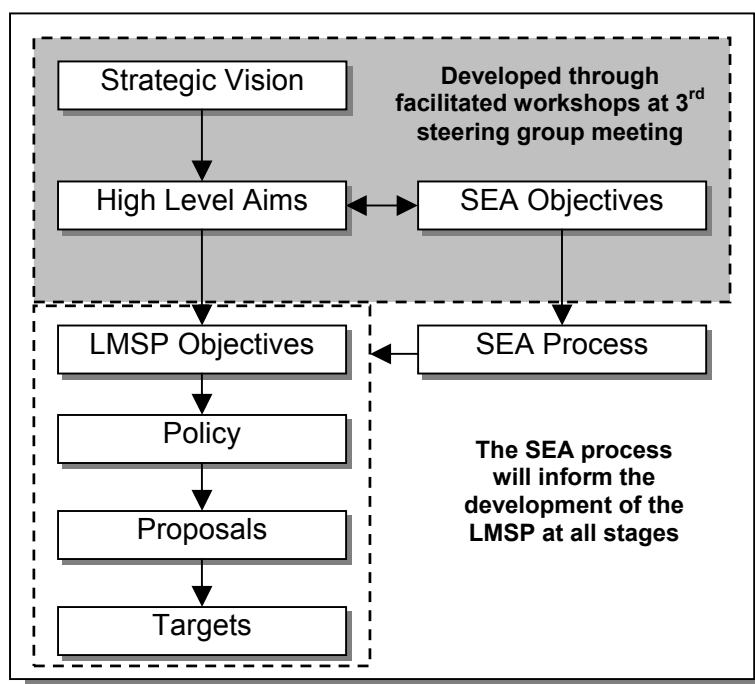 Strategic Vision
Developed through
facilitated workshops at 3rd
steering group meeting
High Level Aims
SEA Objectives
LMSP Objectives
SEA Process
Policy
The SEA process
will inform the
development of the
LMSP at all stages
Proposals
Targets